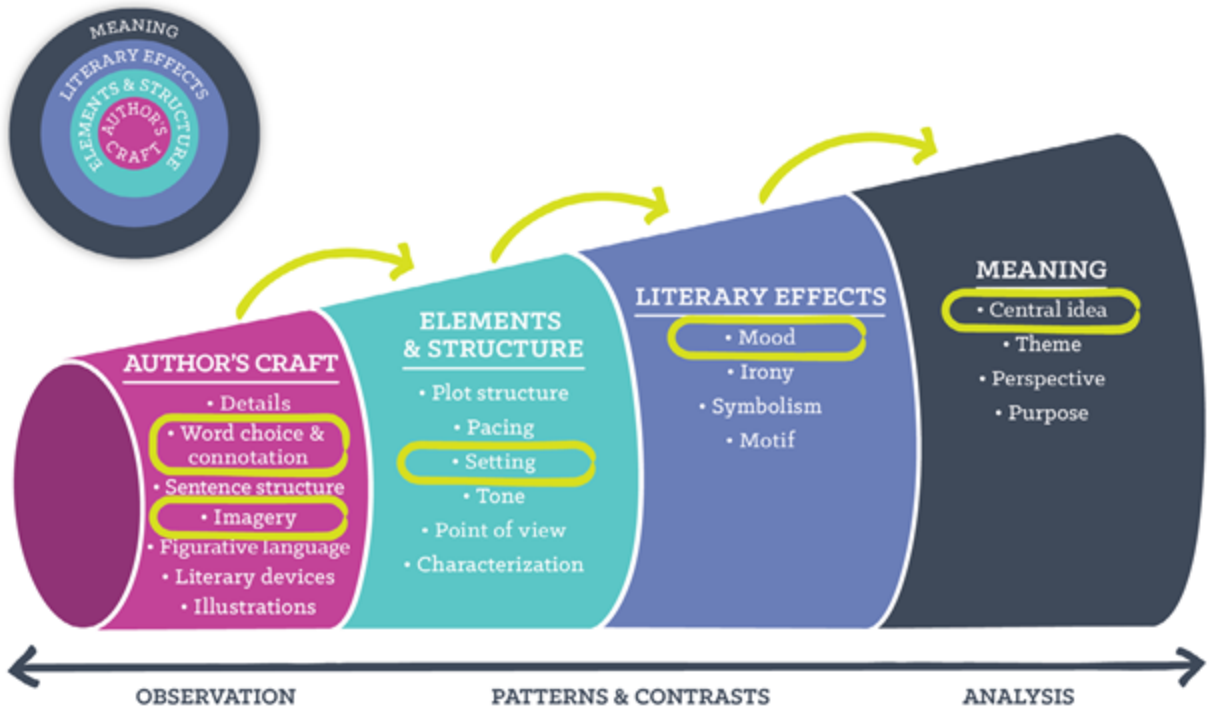 MEANING
LITERARY EFFECTS
ELEMENTS & STRUCTURE
AUTHOR'S
CRAFT
AUTHOR'S CRAFT
• Details
• Word choice &
connotation
• Sentence structure
• Imagery
• Figurative language
• Literary devices
• Illustrations
ELEMENTS
& STRUCTURE
• Plot structure
• Pacing
• Setting
• Tone
• Point of view
• Characterization
LITERARY EFFECTS
• Mood
• Irony
• Symbolism
• Motif
MEANING
• Central idea
• Theme
• Perspective
• Purpose
OBSERVATION
PATTERNS & CONTRASTS
ANALYSIS